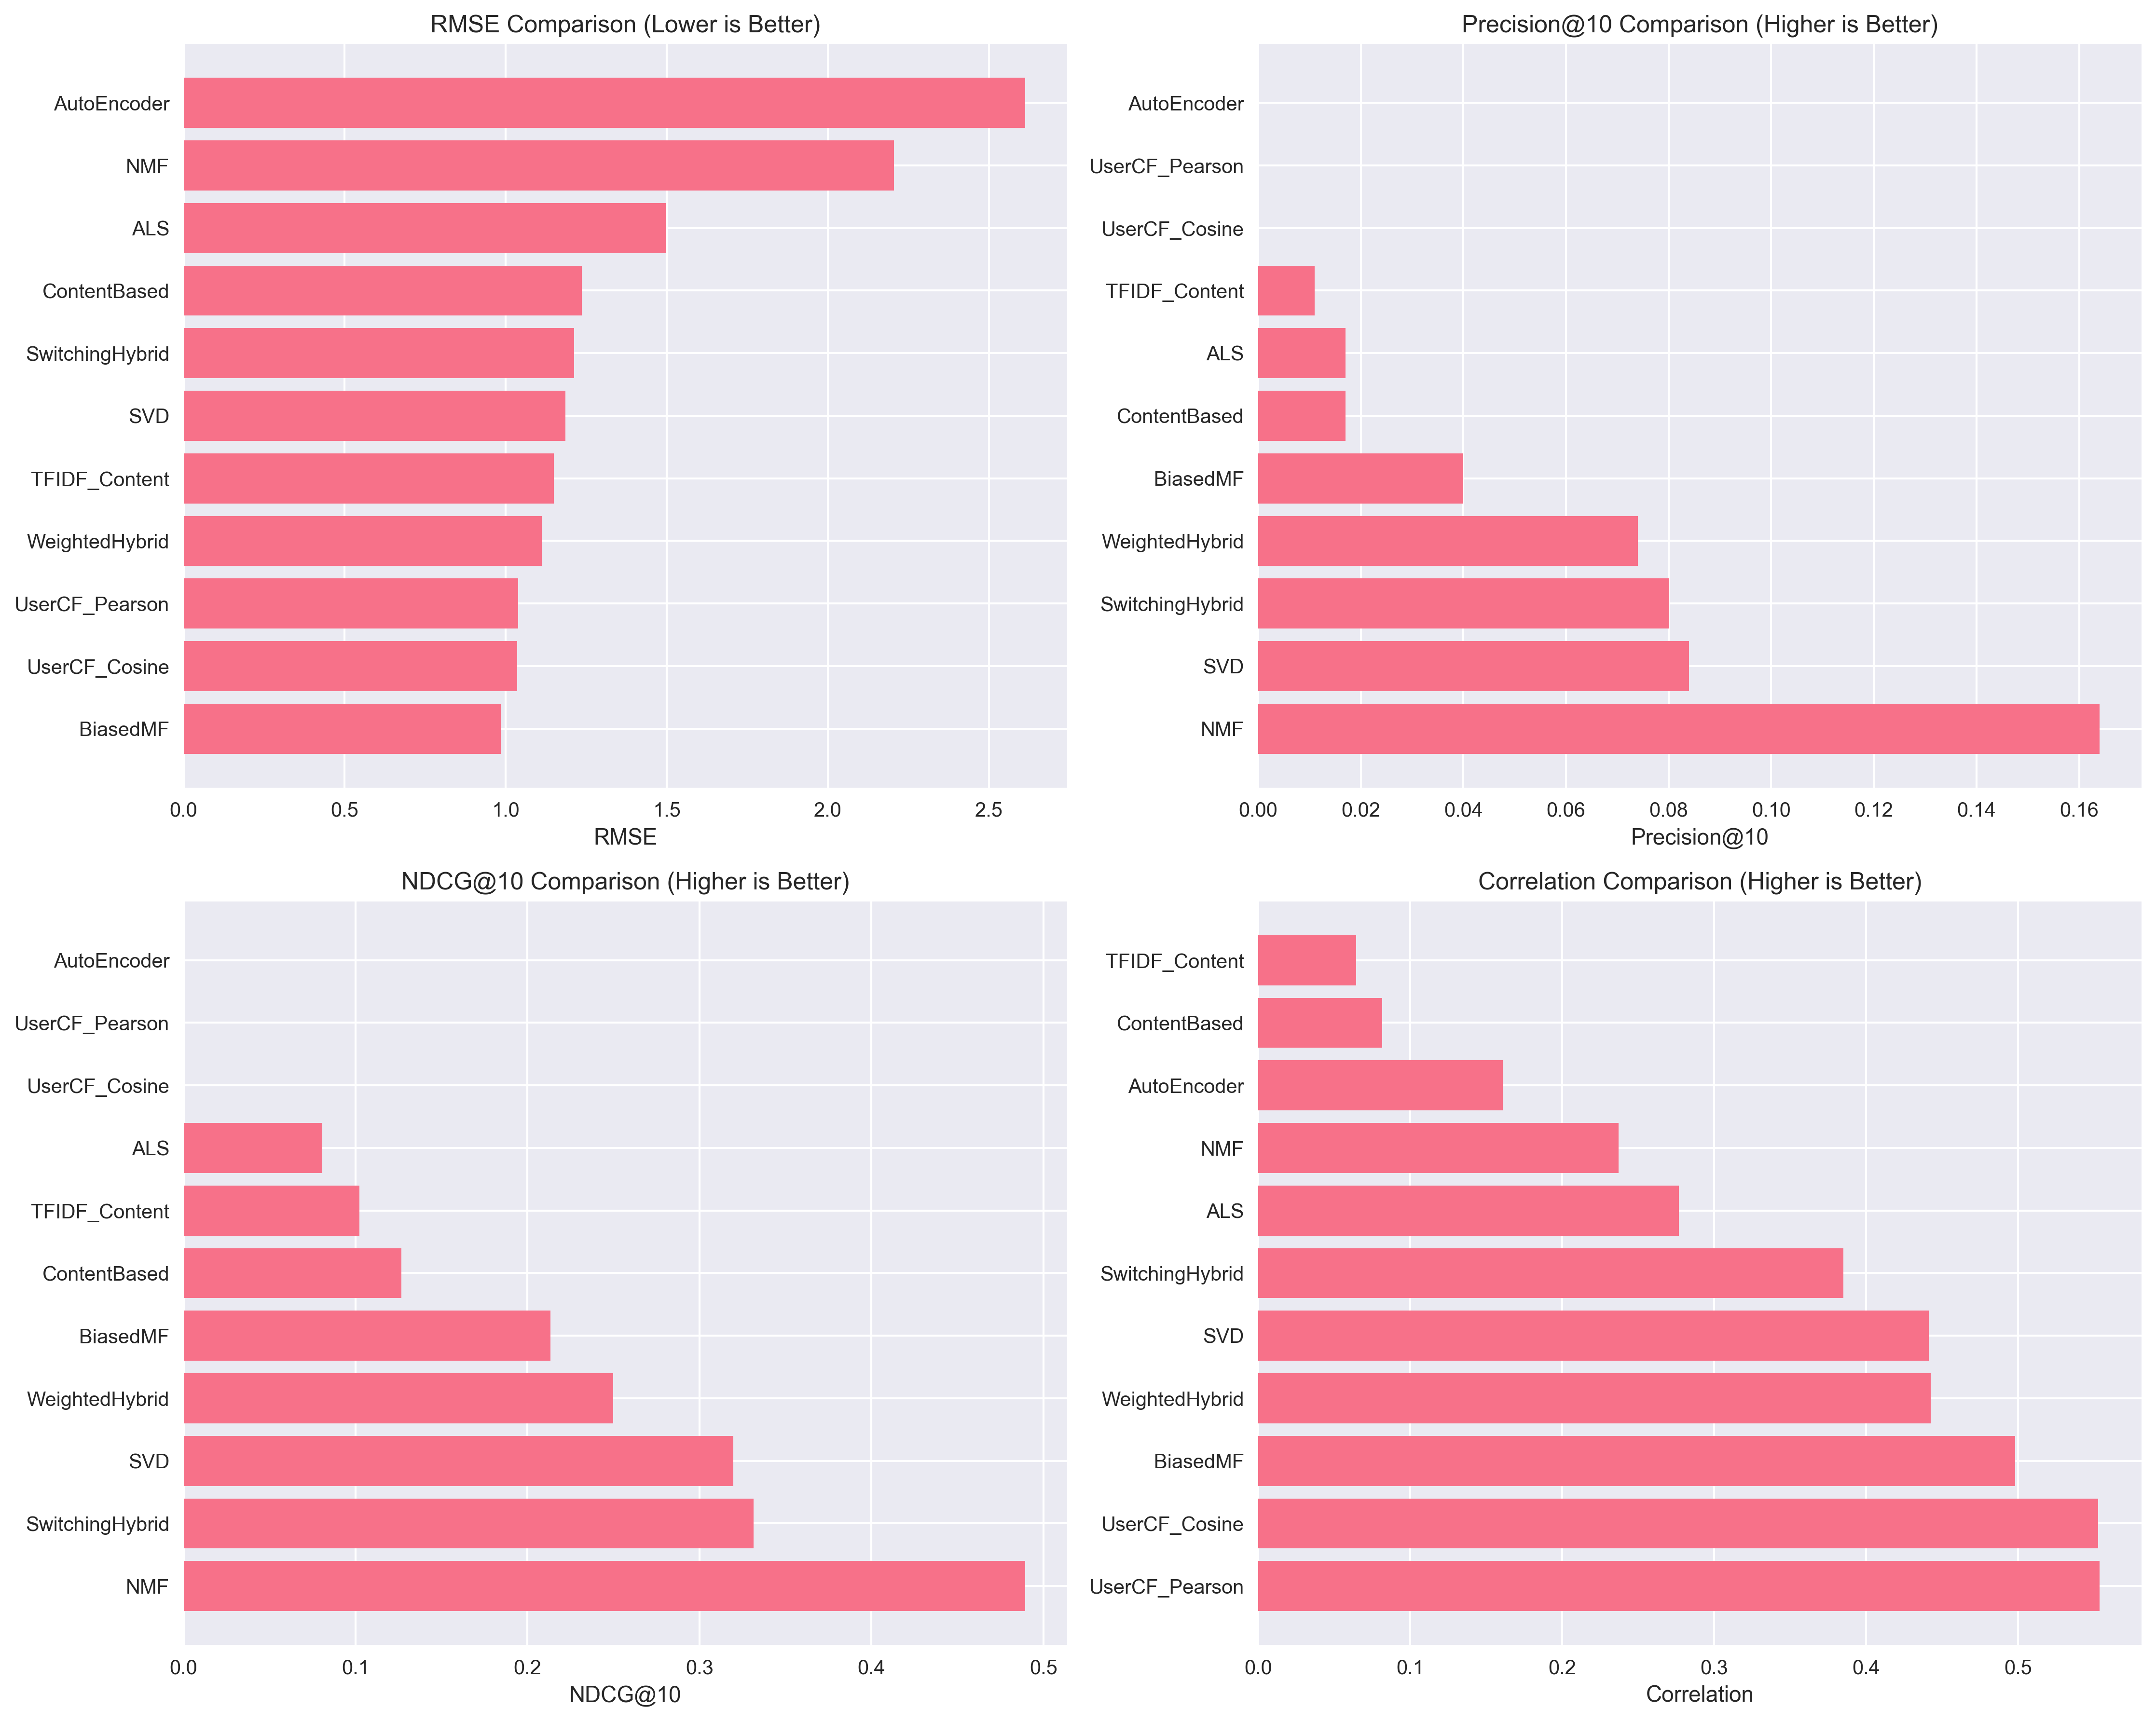 RMSE Comparison (Lower is Better)
AutoEncoder
NMF
ALS
ContentBased
SwitchingHybrid
SVD
TFIDF_Content
WeightedHybrid
UserCF_Pearson
UserCF_Cosine
BiasedMF
0.0 0.5 1.0 1.5 2.0 2.5
RMSE
Precision@10 Comparison (Higher is Better)
AutoEncoder
UserCF_Pearson
UserCF_Cosine
TFIDF_Content
ALS
ContentBased
BiasedMF
WeightedHybrid
SwitchingHybrid
SVD
NMF
0.00 0.02 0.04 0.06 0.08 0.10 0.12 0.14 0.16
Precision@10
NDCG@10 Comparison (Higher is Better)
AutoEncoder
UserCF_Pearson
UserCF_Cosine
ALS
TFIDF_Content
ContentBased
BiasedMF
WeightedHybrid
SVD
SwitchingHybrid
NMF
0.0 0.1 0.2 0.3 0.4 0.5
NDCG@10
Correlation Comparison (Higher is Better)
TFIDF_Content
ContentBased
AutoEncoder
NMF
ALS
SwitchingHybrid
SVD
WeightedHybrid
BiasedMF
UserCF_Cosine
UserCF_Pearson
0.0 0.1 0.2 0.3 0.4 0.5
Correlation